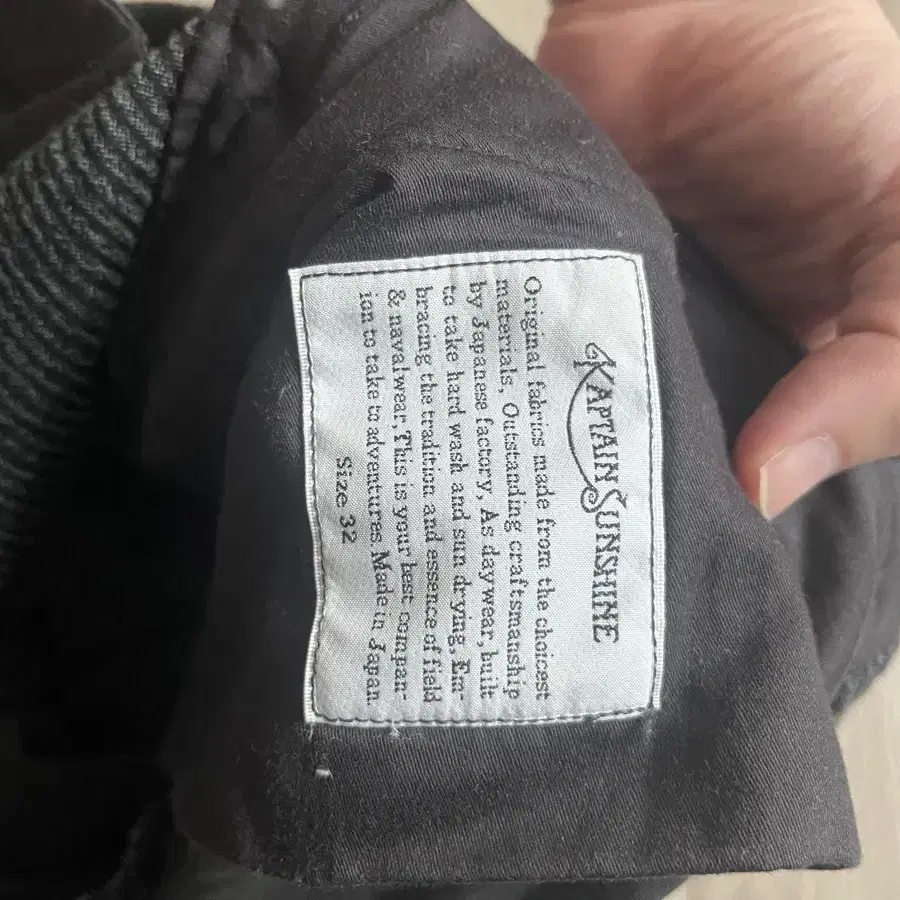 KAPTAIN SUNSHINE
Original fabrics made from the choicest
materials, Outstanding craftsmanship
by Japanese factory, As daywear, built
to take hard wash and sun drying, Em-
bracing the tradition and essence of field
& navalwear, This is your best compan-
ion to take to adventures. Made in Japan.
Size 32